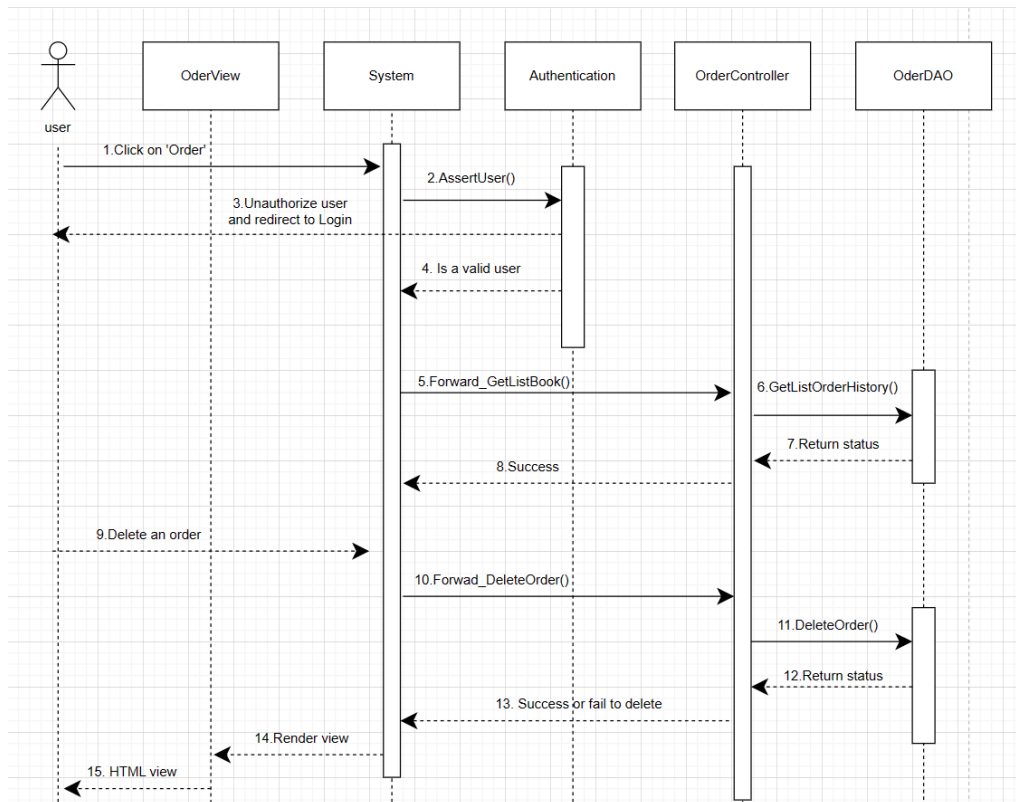 OderView
System
Authentication
OrderController
OderDAO
user
1.Click on 'Order'
2.AssertUser()
3.Unauthorize user
and redirect to Login
4. Is a valid user
5.Forward_GetListBook()
6.GetListOrderHistory()
7.Return status
8.Success
9.Delete an order
10.Forwad_DeleteOrder()
11.DeleteOrder()
12.Return status
13. Success or fail to delete
14.Render view
15. HTML view